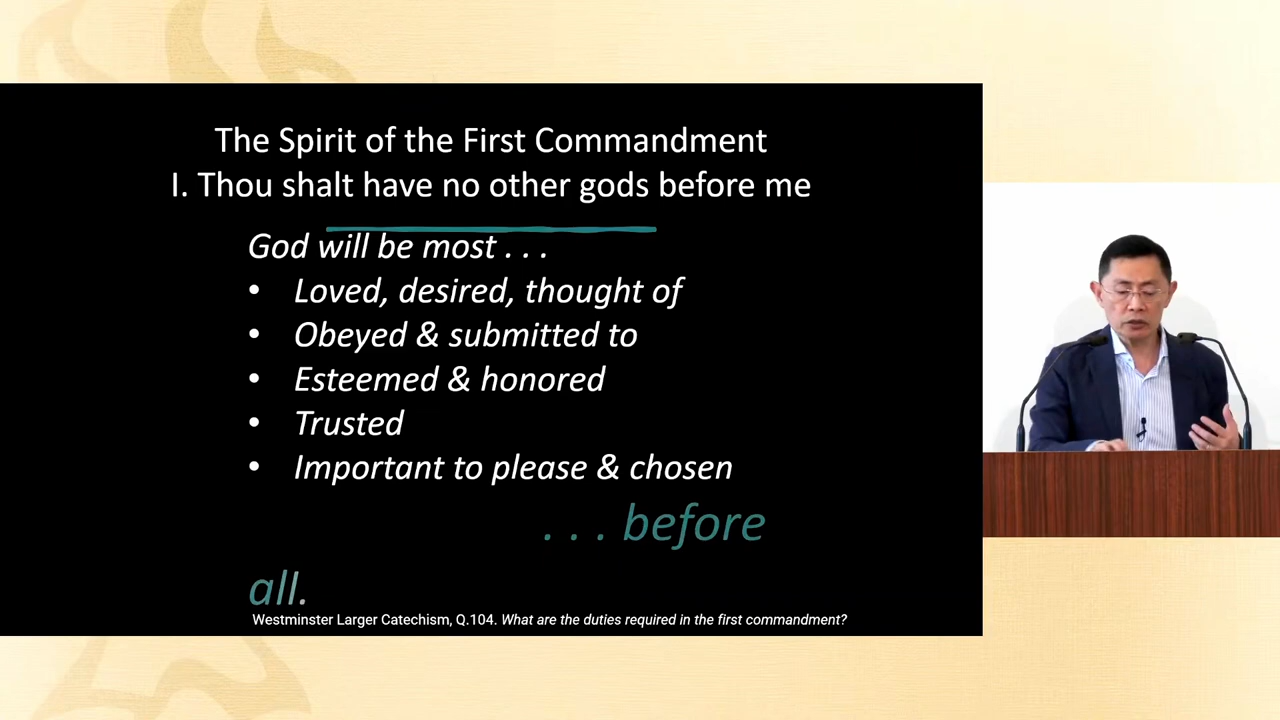 The Spirit of the First Commandment
I. Thou shalt have no other gods before me
God will be most . . .
• Loved, desired, thought of
• Obeyed & submitted to
• Esteemed & honored
• Trusted
• Important to please & chosen
. . . before
all.
Westminster Larger Catechism, Q.104. What are the duties required in the first commandment?